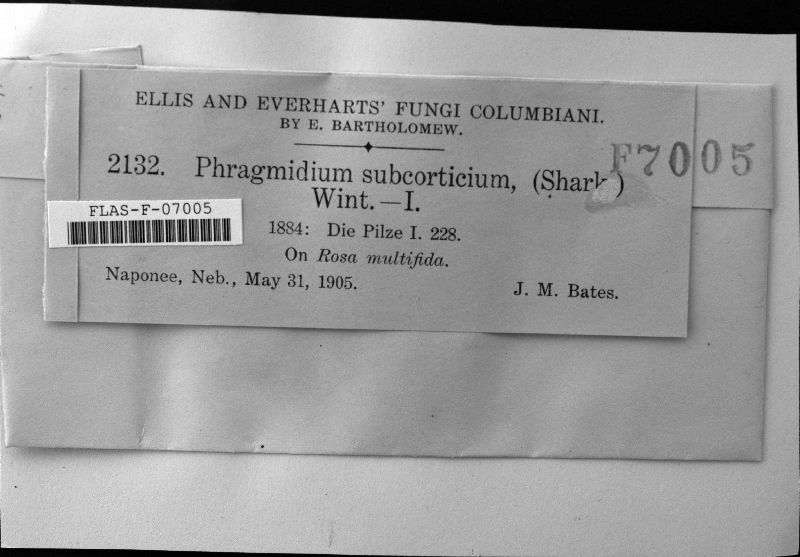 ELLIS AND EVERHARTS' FUNGI COLUMBIANI.
BY E. BARTHOLOMEW.
F7005
2132. Phragmidium subcorticium, (Shark)
Wint.—I.
FLAS-F-07005
1884: Die Pilze I. 228.
On Rosa multifida.
Naponee, Neb., May 31, 1905.
J. M. Bates.